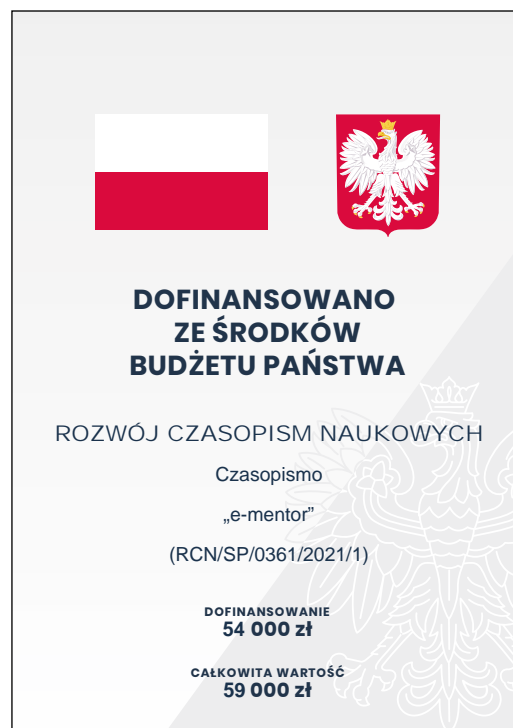 DOFINANSOWANO
ZE ŚRODKÓW
BUDŻETU PAŃSTWA
ROZWÓJ CZASOPISM NAUKOWYCH
Czasopismo
„e-mentor”
(RCN/SP/0361/2021/1)
DOFINANSOWANIE
54 000 zł
CAŁKOWITA WARTOŚĆ
59 000 zł